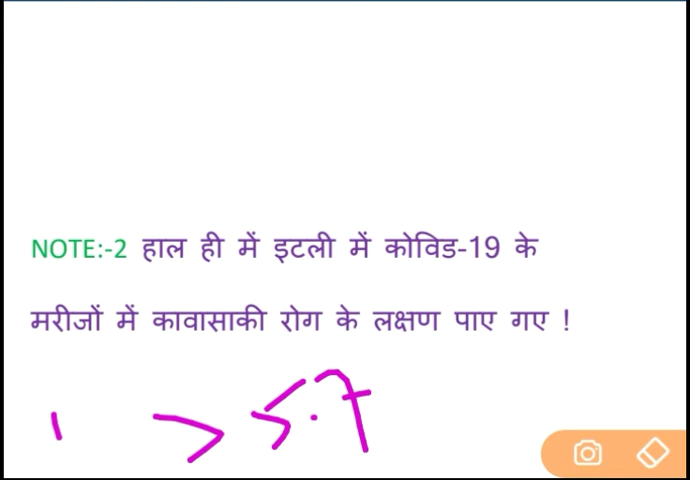 NOTE:-2 हाल ही में इटली में कोविड-19 के
मरीजों में कावासाकी रोग के लक्षण पाए गए !
1 > 5.7